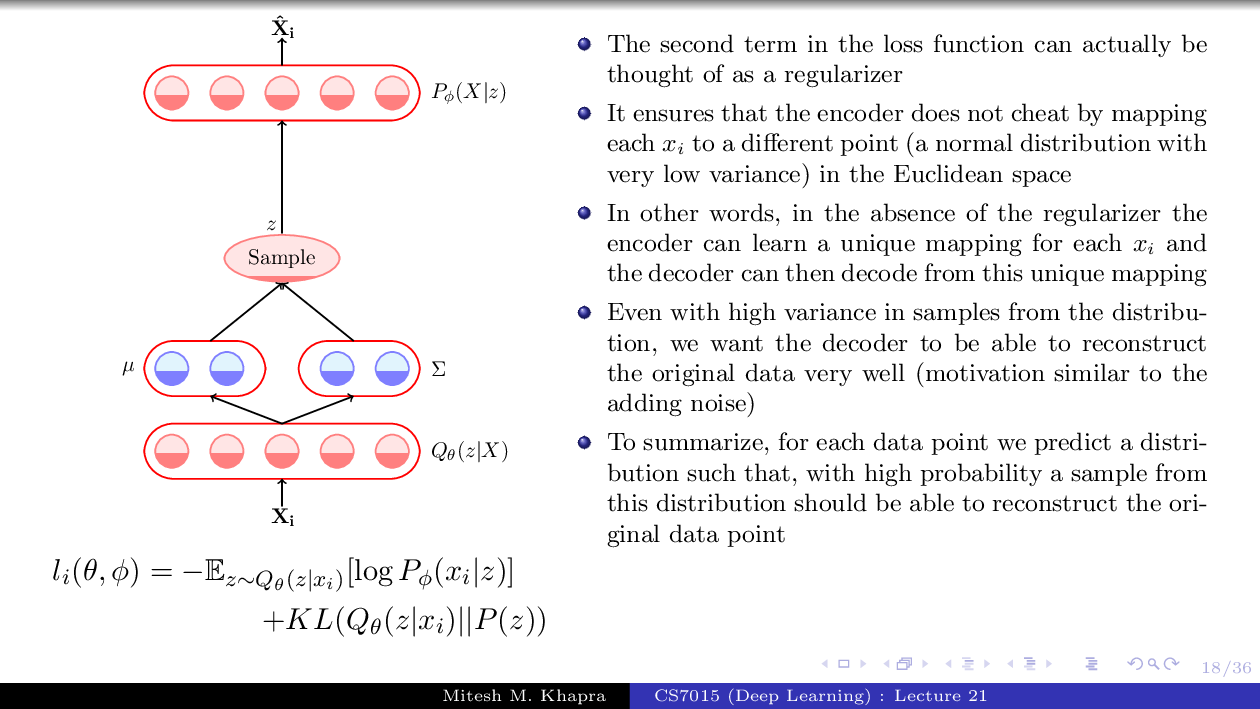 X̂ᵢ
P_ϕ(X|z)
z
Sample
μ
Σ
Q_θ(z|X)
Xᵢ
l_i(θ, ϕ) = −𝔼_{z∼Q_θ(z|x_i)}[log P_ϕ(x_i|z)]
+KL(Q_θ(z|x_i)||P(z))
The second term in the loss function can actually be
thought of as a regularizer
It ensures that the encoder does not cheat by mapping
each x_i to a different point (a normal distribution with
very low variance) in the Euclidean space
In other words, in the absence of the regularizer the
encoder can learn a unique mapping for each x_i and
the decoder can then decode from this unique mapping
Even with high variance in samples from the distribu-
tion, we want the decoder to be able to reconstruct
the original data very well (motivation similar to the
adding noise)
To summarize, for each data point we predict a distri-
bution such that, with high probability a sample from
this distribution should be able to reconstruct the ori-
ginal data point
18/36
Mitesh M. Khapra
CS7015 (Deep Learning) : Lecture 21